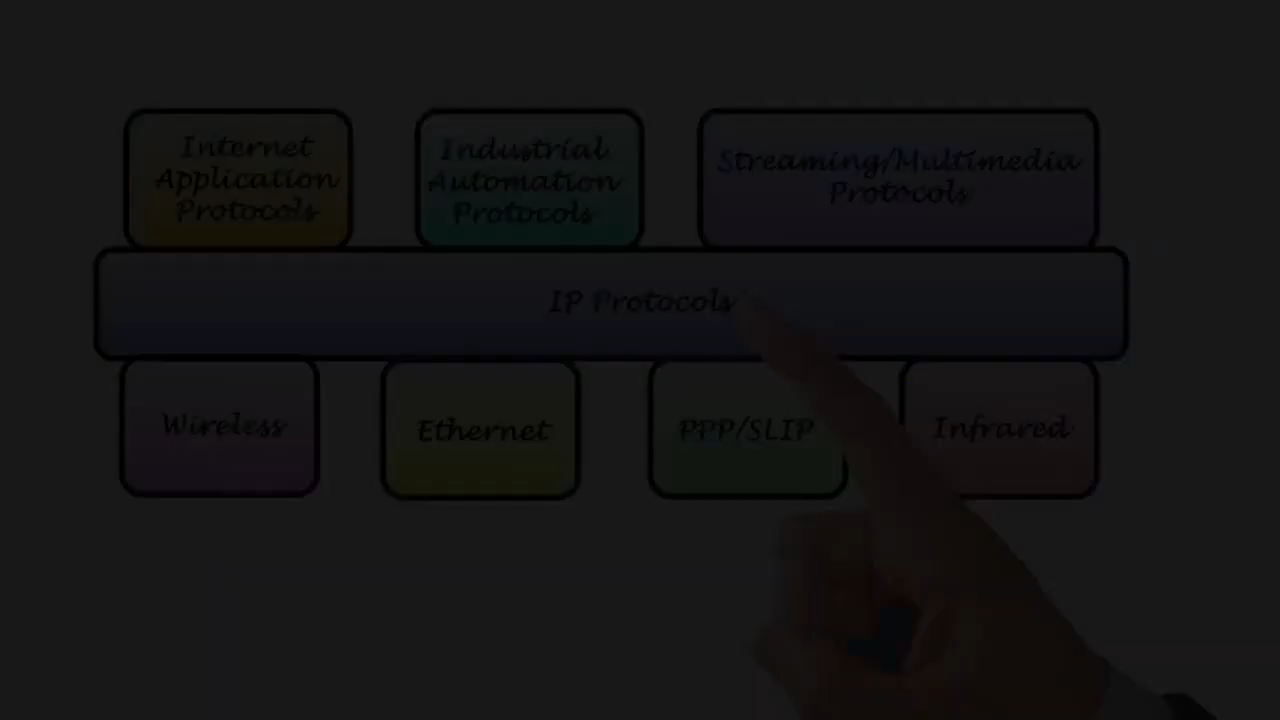 Internet
Application
Protocols
Industrial
Automation
Protocols
Streaming/Multimedia
Protocols
IP Protocols
Wireless
Ethernet
PPP/SLIP
Infrared